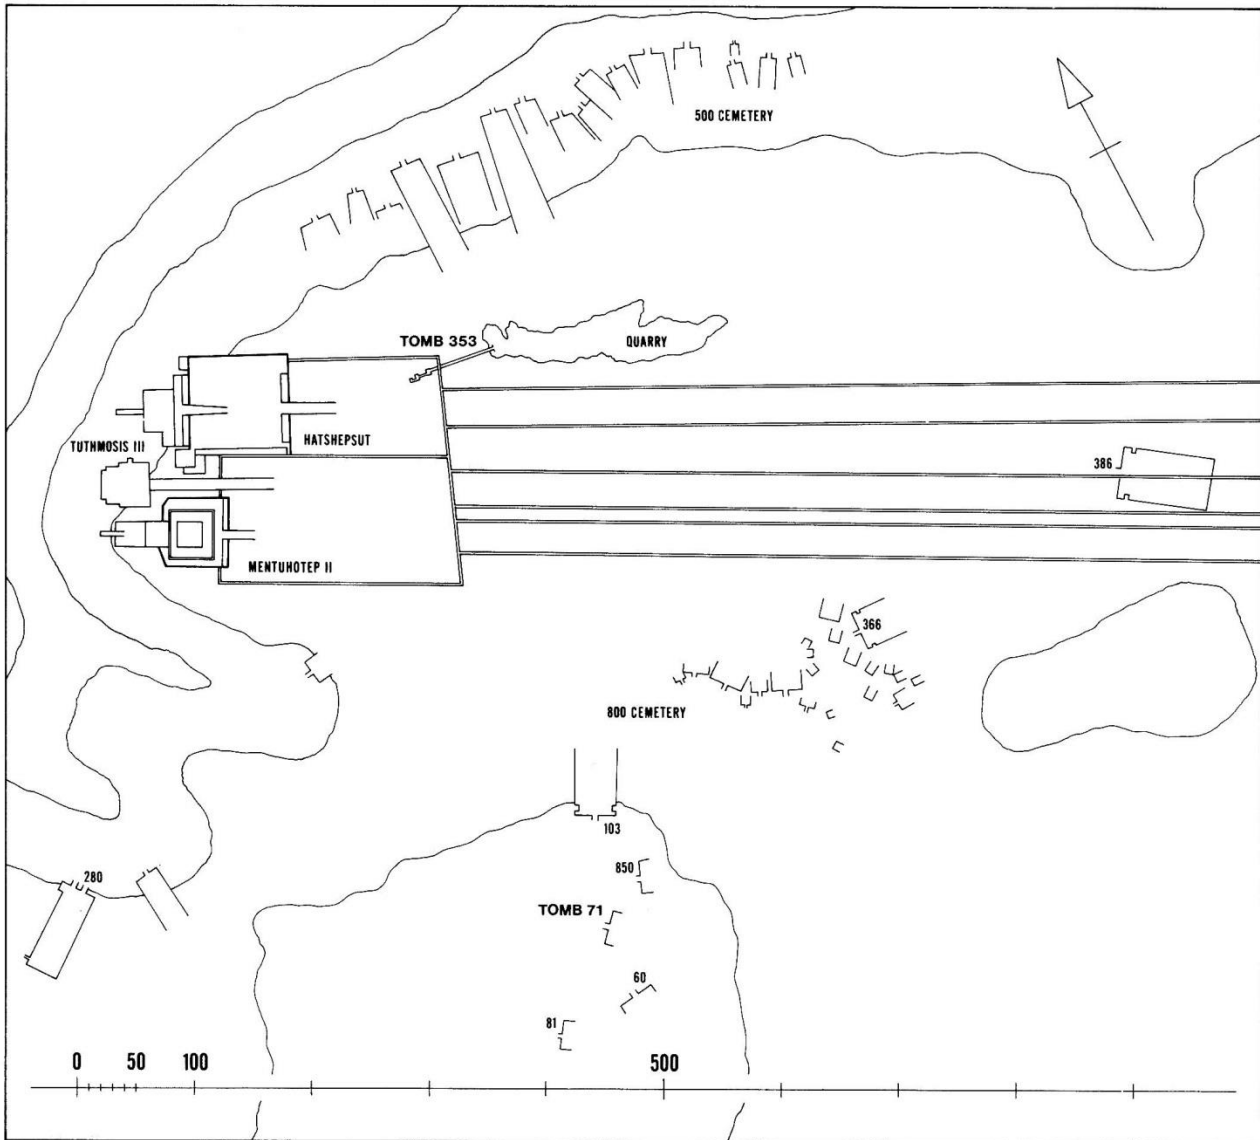 500 CEMETERY
TOMB 353
QUARRY
TUTHMOSIS III
HATSHEPSUT
386
MENTUHOTEP II
366
800 CEMETERY
103
280
850
TOMB 71
60
81
0 50 100 500